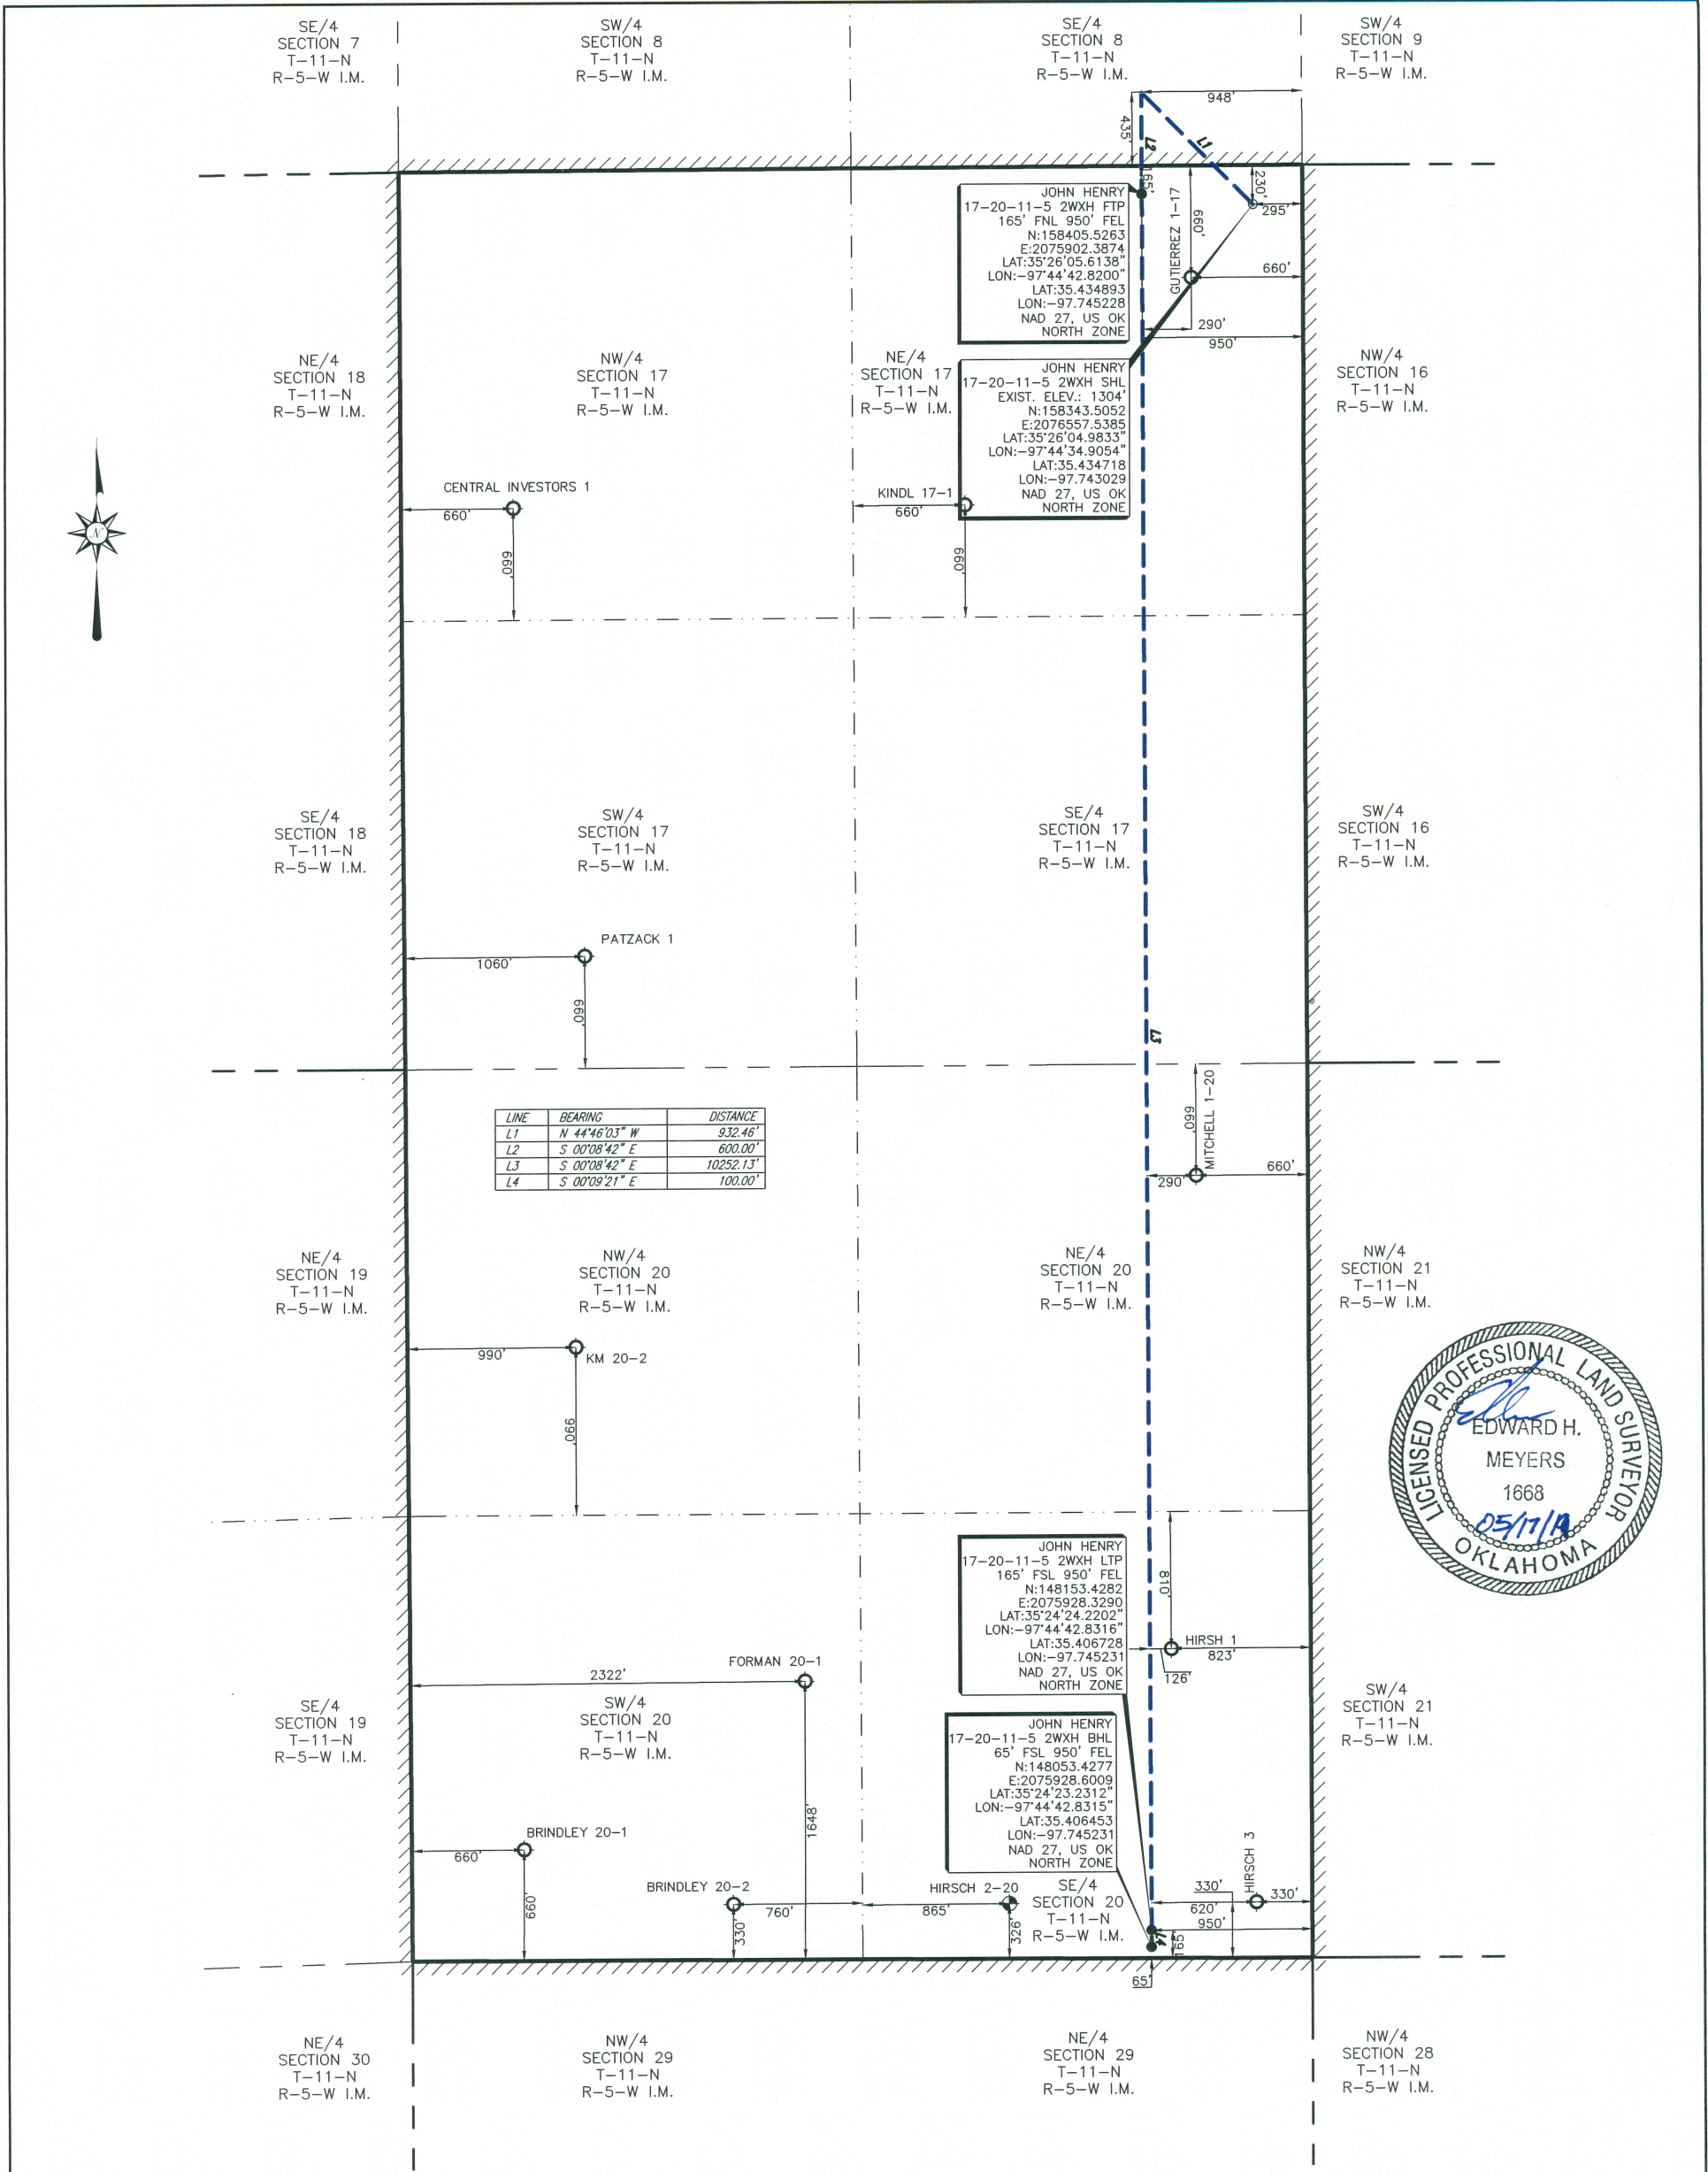 SE/4
SECTION 7
T-11-N
R-5-W I.M.
SW/4
SECTION 8
T-11-N
R-5-W I.M.
SE/4
SECTION 8
T-11-N
R-5-W I.M.
SW/4
SECTION 9
T-11-N
R-5-W I.M.
948'
435'
L2
L1
165'
230'
295'
JOHN HENRY
17-20-11-5 2WXH FTP
165' FNL 950' FEL
N:158405.5263
E:2075902.3874
LAT:35°26'05.6138"
LON:-97°44'42.8200"
LAT:35.434893
LON:-97.745228
NAD 27, US OK
NORTH ZONE
GUTIERREZ 1-17
660'
660'
290'
950'
NE/4
SECTION 18
T-11-N
R-5-W I.M.
NW/4
SECTION 17
T-11-N
R-5-W I.M.
NE/4
SECTION 17
T-11-N
R-5-W I.M.
JOHN HENRY
17-20-11-5 2WXH SHL
EXIST. ELEV.: 1304'
N:158343.5052
E:2076557.5385
LAT:35°26'04.9833"
LON:-97°44'34.9054"
LAT:35.434718
LON:-97.743029
NAD 27, US OK
NORTH ZONE
NW/4
SECTION 16
T-11-N
R-5-W I.M.
N
CENTRAL INVESTORS 1
660'
660'
KINDL 17-1
660'
660'
SE/4
SECTION 18
T-11-N
R-5-W I.M.
SW/4
SECTION 17
T-11-N
R-5-W I.M.
SE/4
SECTION 17
T-11-N
R-5-W I.M.
SW/4
SECTION 16
T-11-N
R-5-W I.M.
PATZACK 1
1060'
660'
L3
LINE BEARING DISTANCE
L1 N 44°46'03" W 932.46'
L2 S 00°08'42" E 600.00'
L3 S 00°08'42" E 10252.13'
L4 S 00°09'21" E 100.00'
MITCHELL 1-20
660'
290'
660'
NE/4
SECTION 19
T-11-N
R-5-W I.M.
NW/4
SECTION 20
T-11-N
R-5-W I.M.
NE/4
SECTION 20
T-11-N
R-5-W I.M.
NW/4
SECTION 21
T-11-N
R-5-W I.M.
990'
KM 20-2
990'
LICENSED PROFESSIONAL LAND SURVEYOR
EDWARD H.
MEYERS
1668
05/17/19
OKLAHOMA
JOHN HENRY
17-20-11-5 2WXH LTP
165' FSL 950' FEL
N:148153.4282
E:2075928.3290
LAT:35°24'24.2202"
LON:-97°44'42.8316"
LAT:35.406728
LON:-97.745231
NAD 27, US OK
NORTH ZONE
810'
HIRSH 1
823'
126'
FORMAN 20-1
2322'
1648'
SE/4
SECTION 19
T-11-N
R-5-W I.M.
SW/4
SECTION 20
T-11-N
R-5-W I.M.
SW/4
SECTION 21
T-11-N
R-5-W I.M.
JOHN HENRY
17-20-11-5 2WXH BHL
65' FSL 950' FEL
N:148053.4277
E:2075928.6009
LAT:35°24'23.2312"
LON:-97°44'42.8315"
LAT:35.406453
LON:-97.745231
NAD 27, US OK
NORTH ZONE
BRINDLEY 20-1
660'
660'
BRINDLEY 20-2
760'
330'
HIRSCH 2-20
865'
326'
SE/4
SECTION 20
T-11-N
R-5-W I.M.
HIRSCH 3
330'
330'
620'
950'
L4
165'
65'
NE/4
SECTION 30
T-11-N
R-5-W I.M.
NW/4
SECTION 29
T-11-N
R-5-W I.M.
NE/4
SECTION 29
T-11-N
R-5-W I.M.
NW/4
SECTION 28
T-11-N
R-5-W I.M.